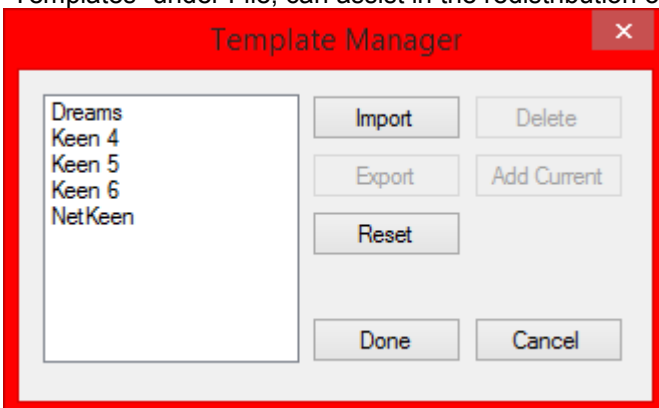 Templates" under File, can assist in the redistribution o
Template Manager
Dreams
Keen 4
Keen 5
Keen 6
NetKeen
Import
Delete
Export
Add Current
Reset
Done
Cancel